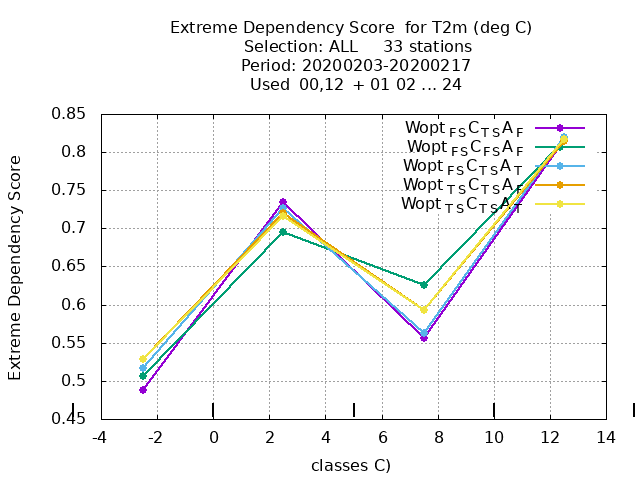 Extreme Dependency Score  for T2m (deg C)
Selection: ALL     33 stations
Period: 20200203-20200217
Used  00,12  + 01 02 ... 24
Extreme Dependency Score
0.85
0.8
0.75
0.7
0.65
0.6
0.55
0.5
0.45
Wopt FS C TS A F
Wopt FS C FS A F
Wopt FS C TS A T
Wopt TS C TS A F
Wopt TS C TS A T
-4 -2 0 2 4 6 8 10 12 14
classes C)